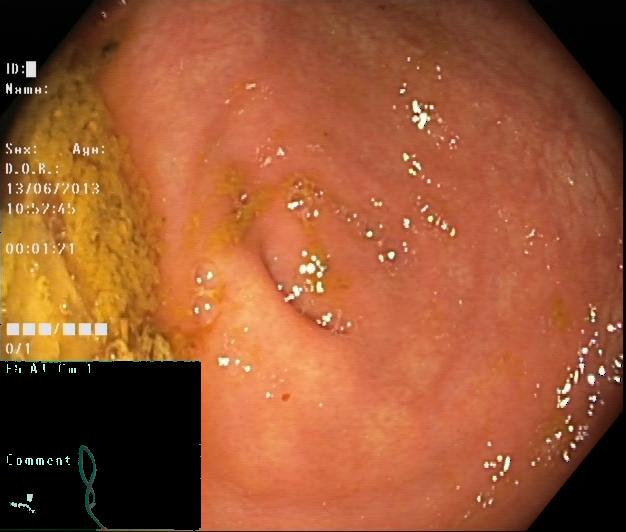 ID:
Name:
Sex: Age:
D.O.B.:
13/06/2013
10:52:45
00:01:21
0/1
Comment